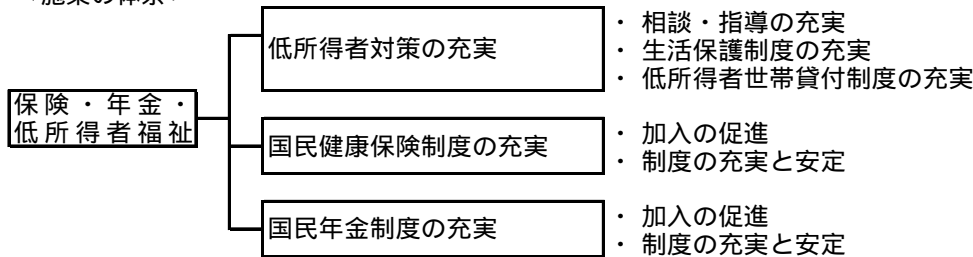 保険・年金・
低所得者福祉
低所得者対策の充実
・ 相談・指導の充実
・ 生活保護制度の充実
・ 低所得者世帯貸付制度の充実
国民健康保険制度の充実
・ 加入の促進
・ 制度の充実と安定
国民年金制度の充実
・ 加入の促進
・ 制度の充実と安定